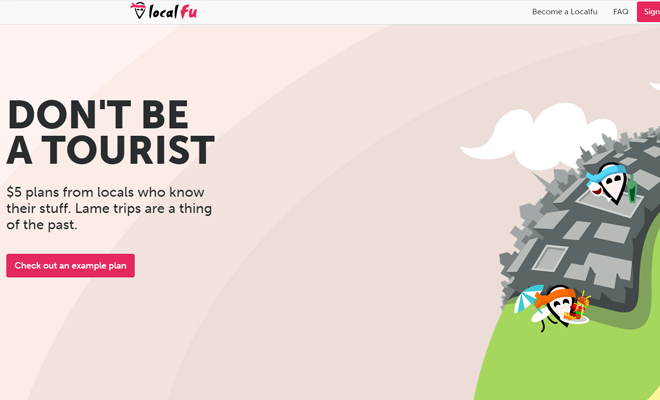 localfu
Become a Localfu
FAQ
Sign
DON'T BE
A TOURIST
$5 plans from locals who know
their stuff. Lame trips are a thing
of the past.
Check out an example plan